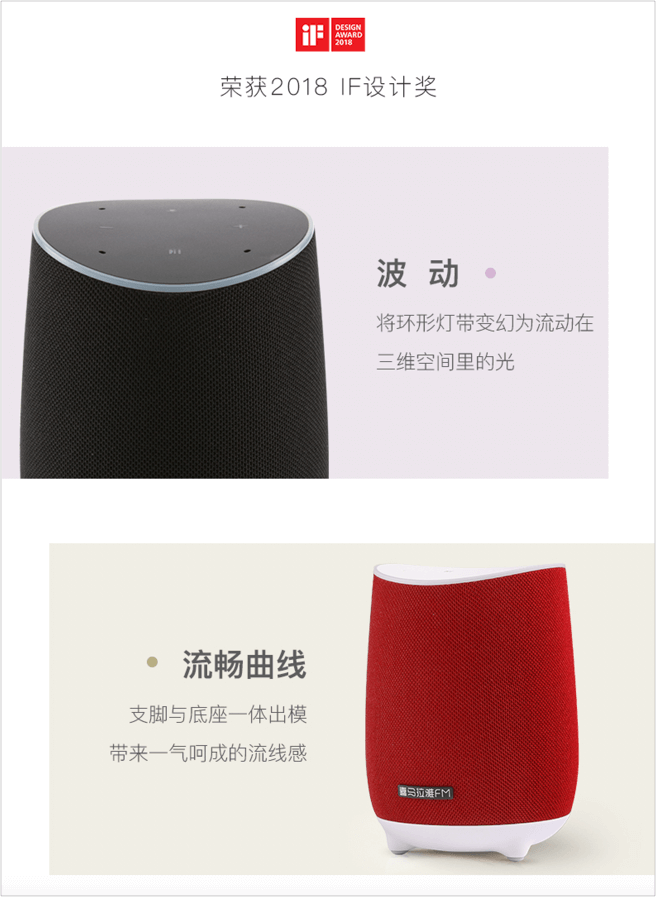 iF
DESIGN
AWARD
2018
荣获2018 IF设计奖
波 动
将环形灯带变幻为流动在
三维空间里的光
流畅曲线
支脚与底座一体出模
带来一气呵成的流线感
喜马拉雅FM